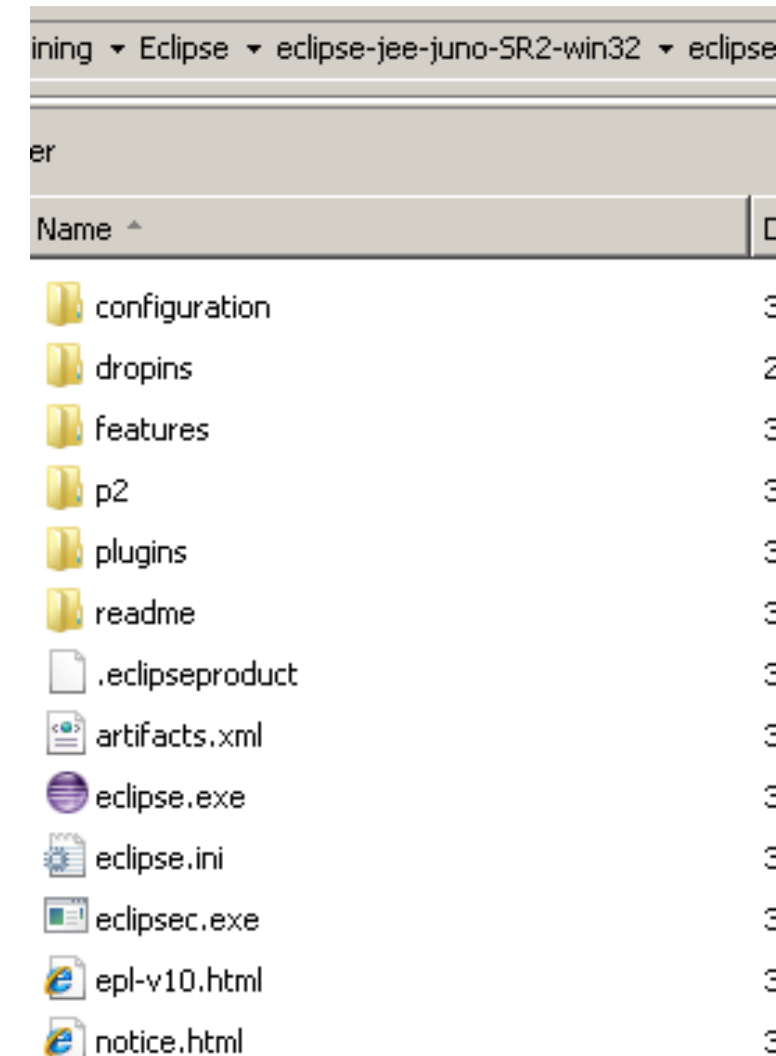 ining ▾ Eclipse ▾ eclipse-jee-juno-SR2-win32 ▾ eclipse
er
Name
configuration
dropins
features
p2
plugins
readme
.eclipseproduct
artifacts.xml
eclipse.exe
eclipse.ini
eclipsec.exe
epl-v10.html
notice.html